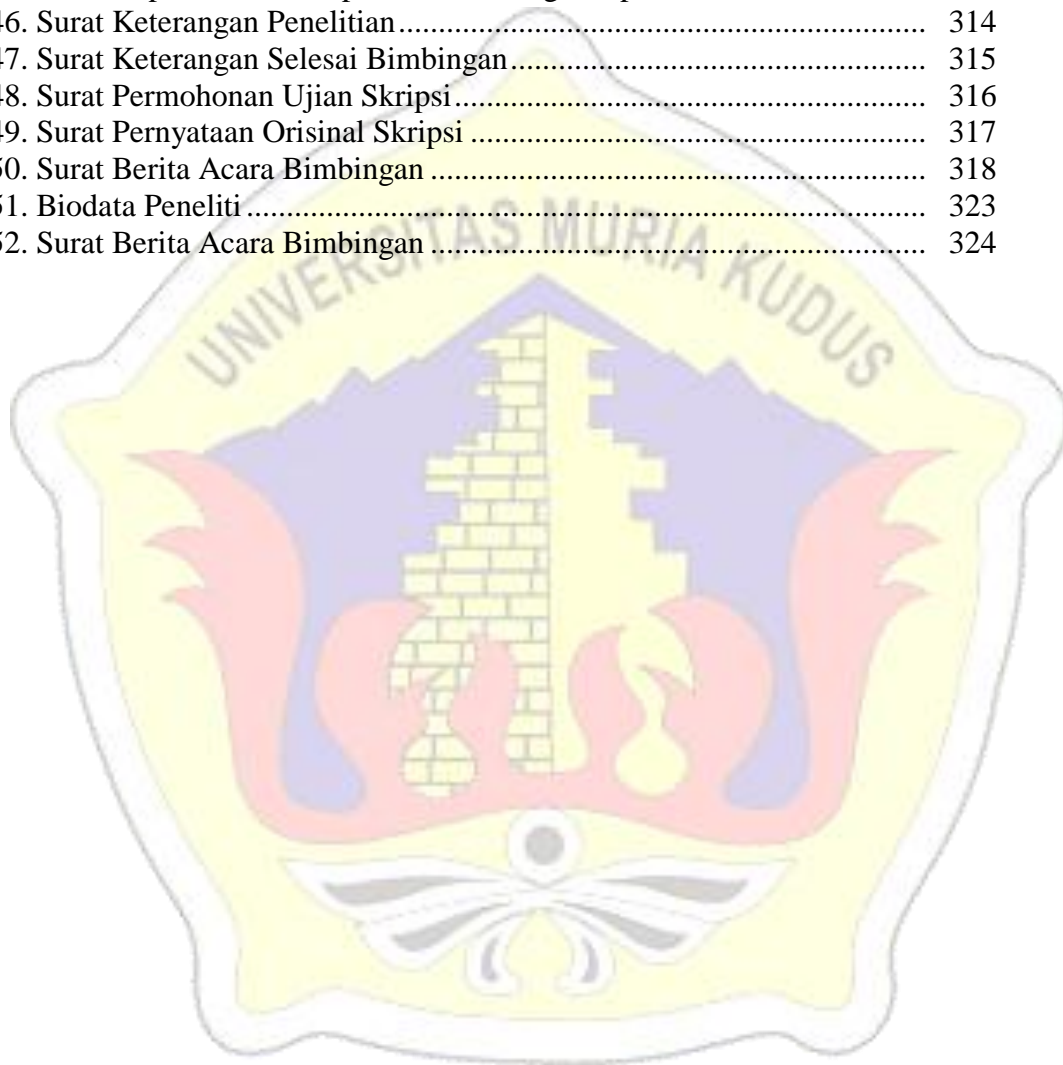 46. Surat Keterangan Penelitian ............................................................. 314
47. Surat Keterangan Selesai Bimbingan ............................................... 315
48. Surat Permohonan Ujian Skripsi ...................................................... 316
49. Surat Pernyataan Orisinal Skripsi .................................................... 317
50. Surat Berita Acara Bimbingan ......................................................... 318
51. Biodata Peneliti ................................................................................ 323
52. Surat Berita Acara Bimbingan ......................................................... 324
UNIVERSITAS MURIA KUDUS